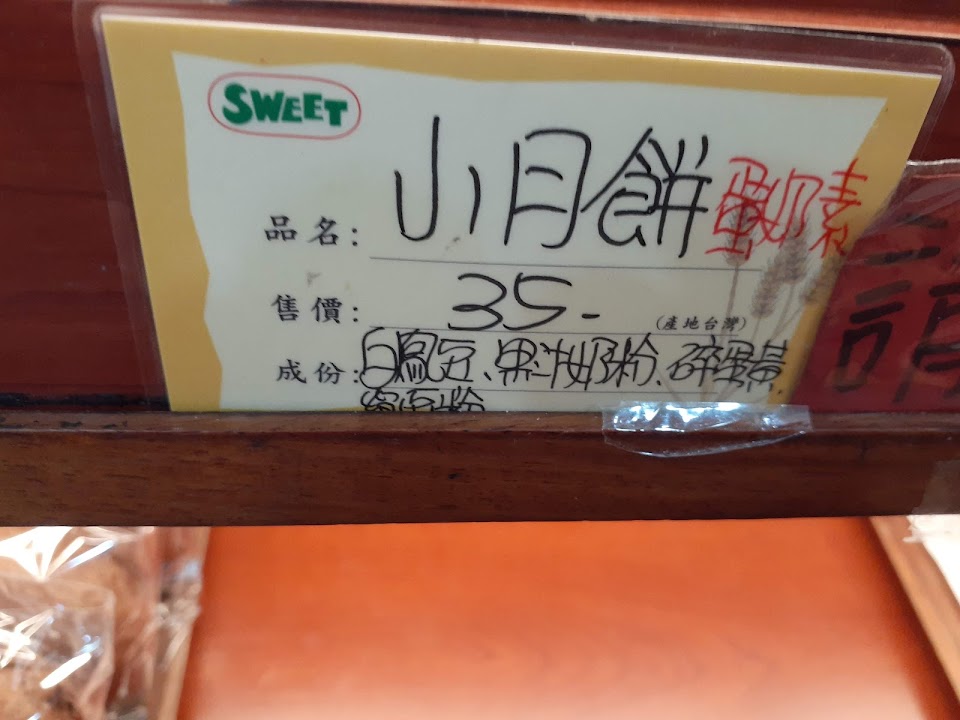 SWEET
品名: 小月餅 蛋奶素
售價: 35-
(產地台灣)
成份: 白鳳豆、果汁奶粉、碎蛋黃